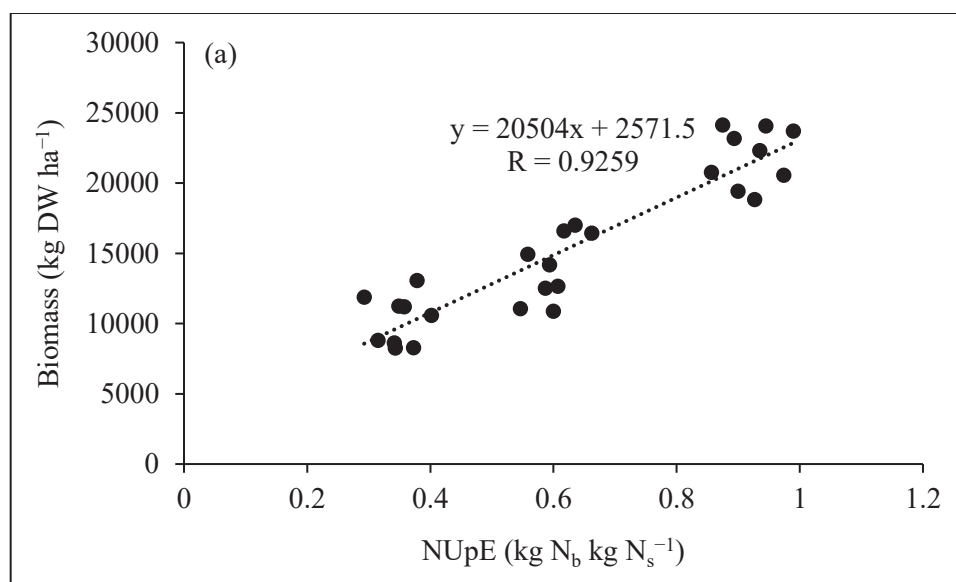 (a)
y = 20504x + 2571.5
R = 0.9259
Biomass (kg DW ha⁻¹)
30000
25000
20000
15000
10000
5000
0
0 0.2 0.4 0.6 0.8 1 1.2
NUpE (kg N_b kg N_s⁻¹)